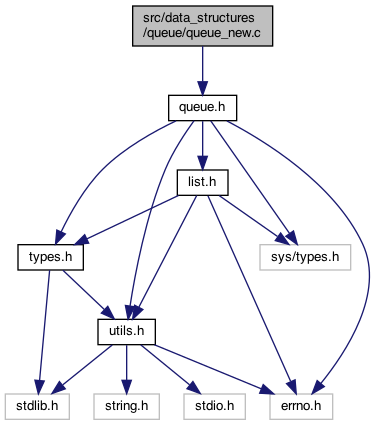 src/data_structures
/queue/queue_new.c
queue.h
list.h
types.h
sys/types.h
utils.h
stdlib.h
string.h
stdio.h
errno.h